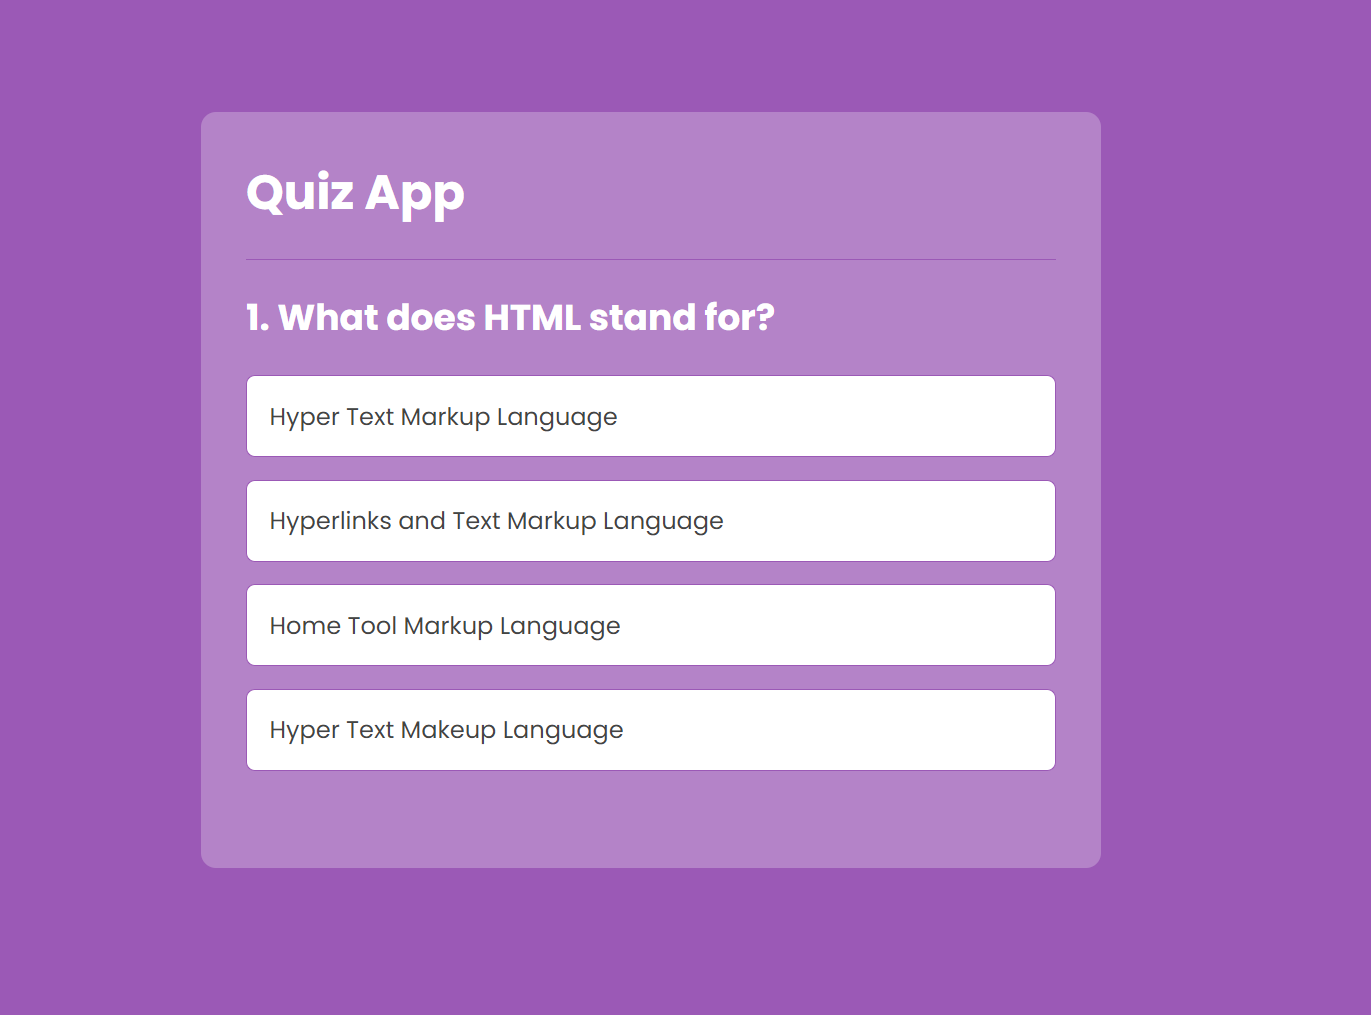 Quiz App
1. What does HTML stand for?
Hyper Text Markup Language
Hyperlinks and Text Markup Language
Home Tool Markup Language
Hyper Text Makeup Language